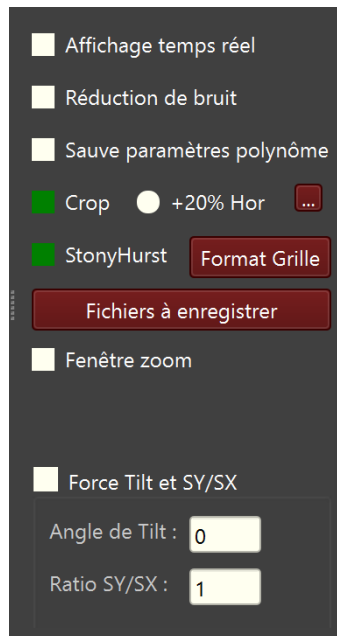 Affichage temps réel
Réduction de bruit
Sauve paramètres polynôme
Crop +20% Hor ...
StonyHurst Format Grille
Fichiers à enregistrer
Fenêtre zoom
Force Tilt et SY/SX
Angle de Tilt : 0
Ratio SY/SX : 1